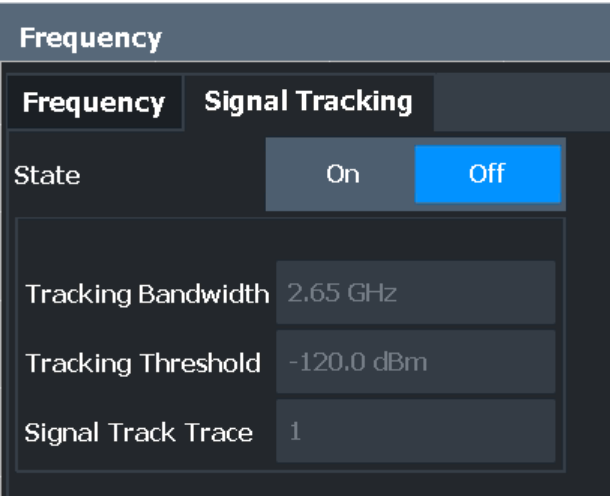 Frequency
Frequency Signal Tracking
State On Off
Tracking Bandwidth 2.65 GHz
Tracking Threshold -120.0 dBm
Signal Track Trace 1